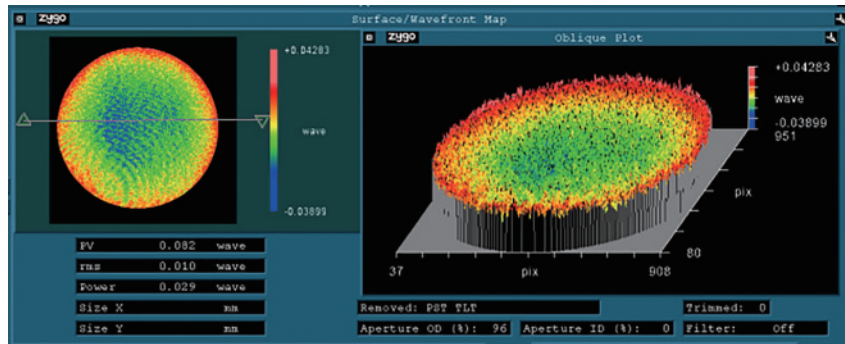 zygo Surface/Wavefront Map
+0.04283
wave
-0.03899
PV 0.082 wave
rms 0.010 wave
Power 0.029 wave
Size X mm
Size Y mm
zygo Oblique Plot
+0.04283
wave
-0.03899
951
pix
80
37 pix 908
Removed: PST TLT Trimmed: 0
Aperture OD (%): 96 Aperture ID (%): 0 Filter: Off